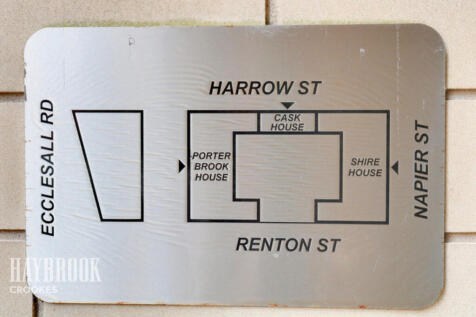 HARROW ST
ECCLESALL RD
CASK
HOUSE
PORTER
BROOK
HOUSE
SHIRE
HOUSE
NAPIER ST
RENTON ST
HAYBROOK
CROOKES